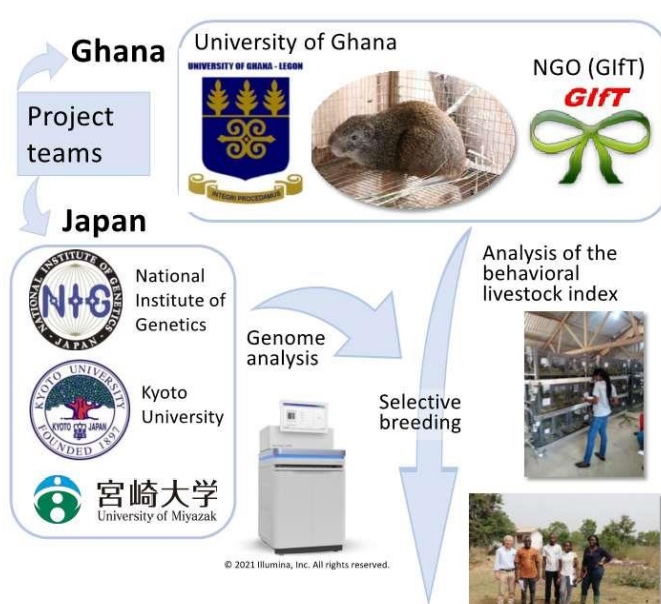 Ghana
Project
teams
Japan
University of Ghana
UNIVERSITY OF GHANA - LEGON
INTEGRI PROCEDAMUS
NGO (GIfT)
GIfT
NATIONAL INSTITUTE OF GENETICS
NIG
JAPAN
National
Institute of
Genetics
KYOTO UNIVERSITY
KYOTO JAPAN
FOUNDED 1897
Kyoto
University
宮崎大学
University of Miyazak
Genome
analysis
© 2021 Illumina, Inc. All rights reserved.
Selective
breeding
Analysis of the
behavioral
livestock index